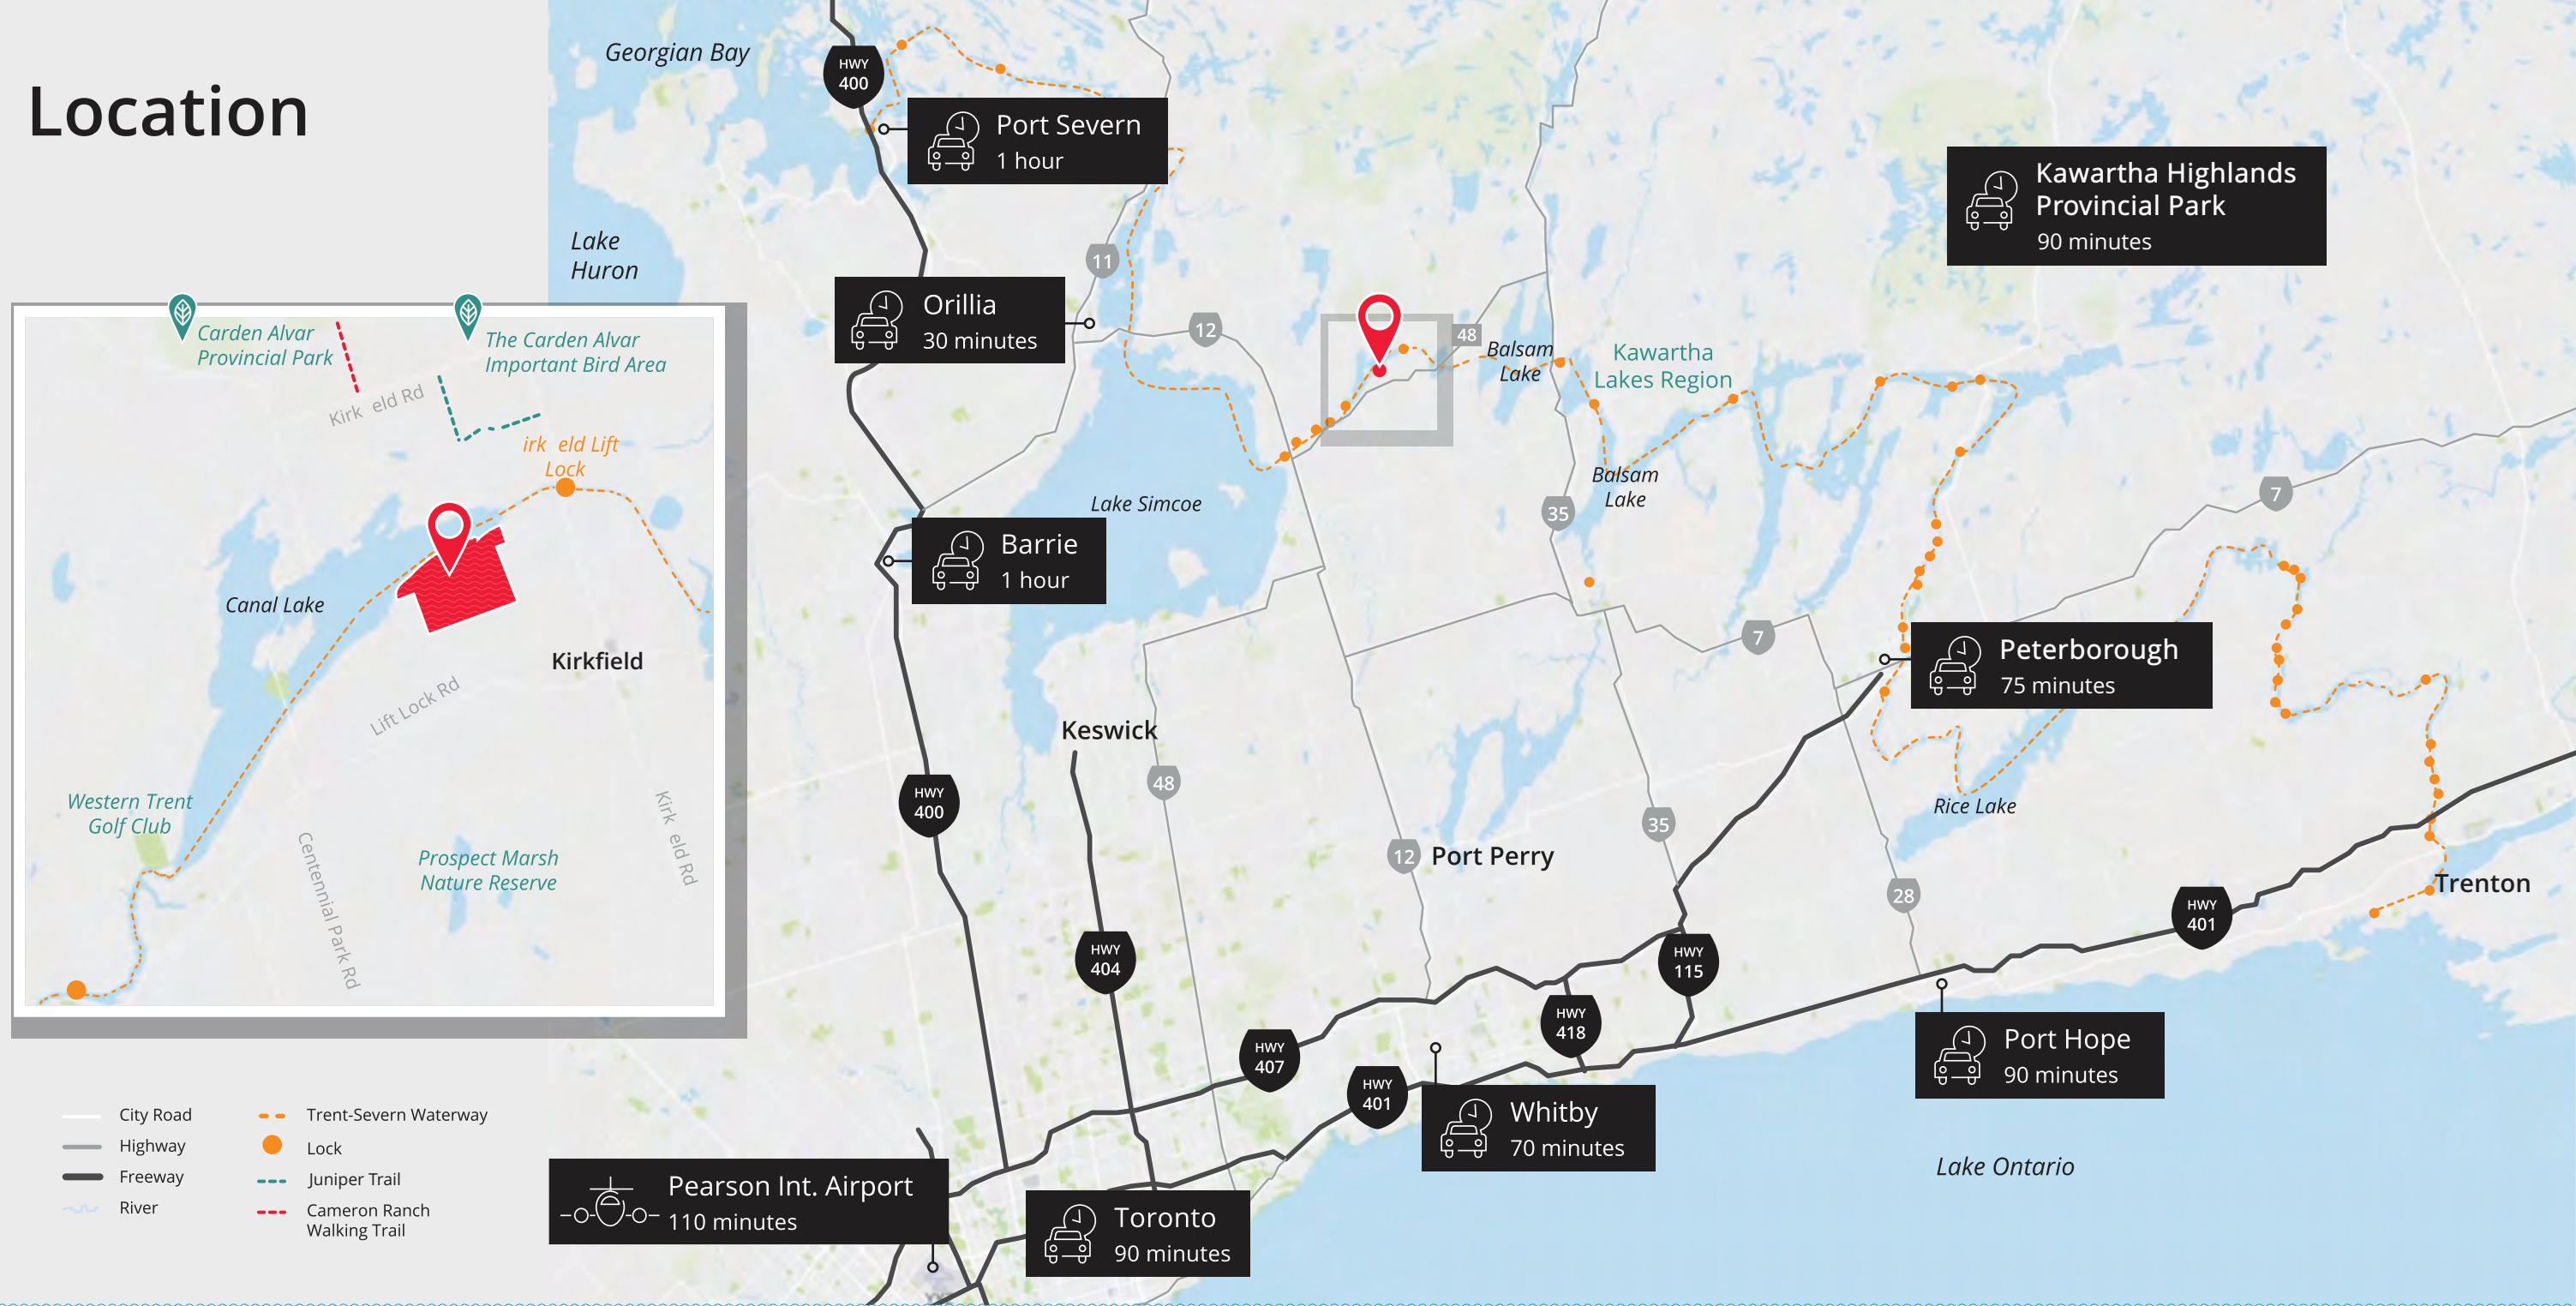 Location
Georgian Bay
HWY
400
Port Severn
1 hour
Kawartha Highlands
Provincial Park
90 minutes
Lake
Huron
11
Orillia
30 minutes
12
48
Balsam
Lake
Kawartha
Lakes Region
Carden Alvar
Provincial Park
The Carden Alvar
Important Bird Area
Kirk eld Rd
irk eld Lift
Lock
Canal Lake
Kirkfield
Lift Lock Rd
Western Trent
Golf Club
Centennial Park Rd
Prospect Marsh
Nature Reserve
Kirk eld Rd
Lake Simcoe
Balsam
Lake
35
7
Barrie
1 hour
7
Peterborough
75 minutes
Keswick
48
HWY
400
Rice Lake
35
12
Port Perry
28
Trenton
HWY
401
HWY
404
HWY
115
HWY
418
HWY
407
HWY
401
Port Hope
90 minutes
Whitby
70 minutes
Lake Ontario
Pearson Int. Airport
110 minutes
Toronto
90 minutes
City Road
Highway
Freeway
River
Trent-Severn Waterway
Lock
Juniper Trail
Cameron Ranch
Walking Trail